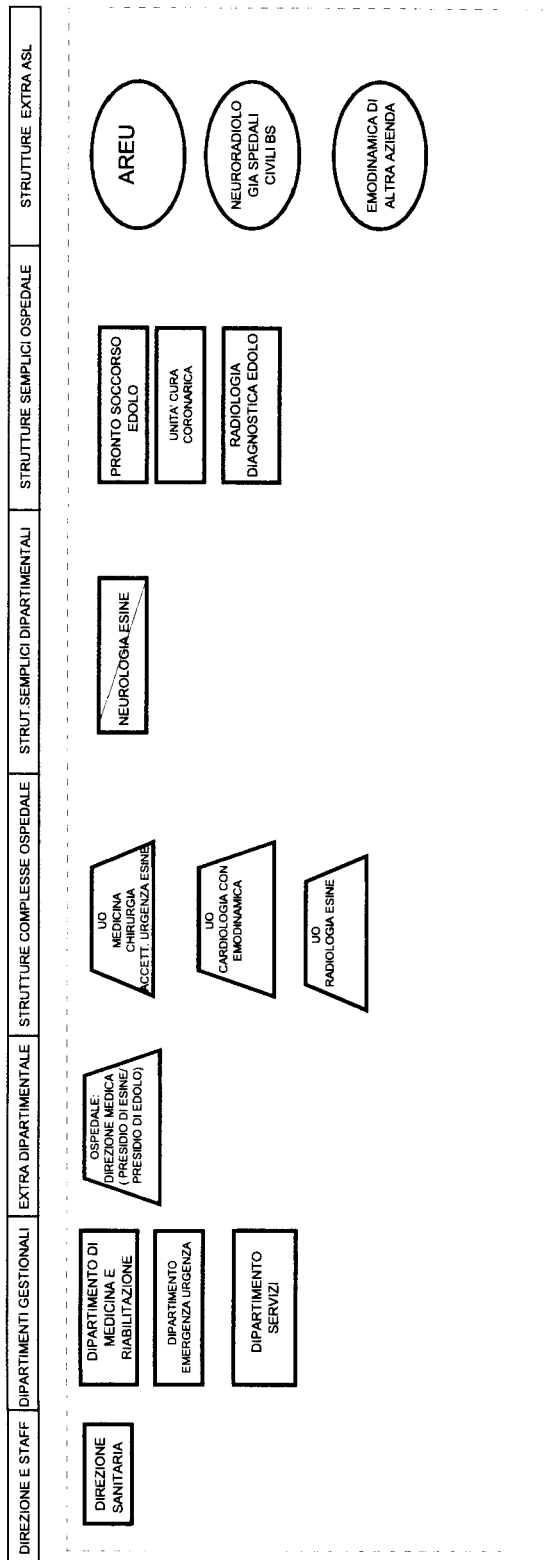 DIREZIONE E STAFF
DIPARTIMENTI GESTIONALI
EXTRA DIPARTIMENTALE
STRUTTURE COMPLESSE OSPEDALE
STRUT.SEMPLICI DIPARTIMENTALI
STRUTTURE SEMPLICI OSPEDALE
STRUTTURE EXTRA ASL
DIREZIONE
SANITARIA
DIPARTIMENTO DI
MEDICINA E
RIABILITAZIONE
DIPARTIMENTO
EMERGENZA URGENZA
DIPARTIMENTO
SERVIZI
OSPEDALE:
DIREZIONE MEDICA
( PRESIDIO DI ESINE/
PRESIDIO DI EDOLO)
UO
MEDICINA
CHIRURGIA
ACCETT. URGENZA ESINE
UO
CARDIOLOGIA CON
EMODINAMICA
UO
RADIOLOGIA ESINE
NEUROLOGIA ESINE
PRONTO SOCCORSO
EDOLO
UNITA' CURA
CORONARICA
RADIOLOGIA
DIAGNOSTICA EDOLO
AREU
NEURORADIOLO
GIA SPEDALI
CIVILI BS
EMODINAMICA DI
ALTRA AZIENDA